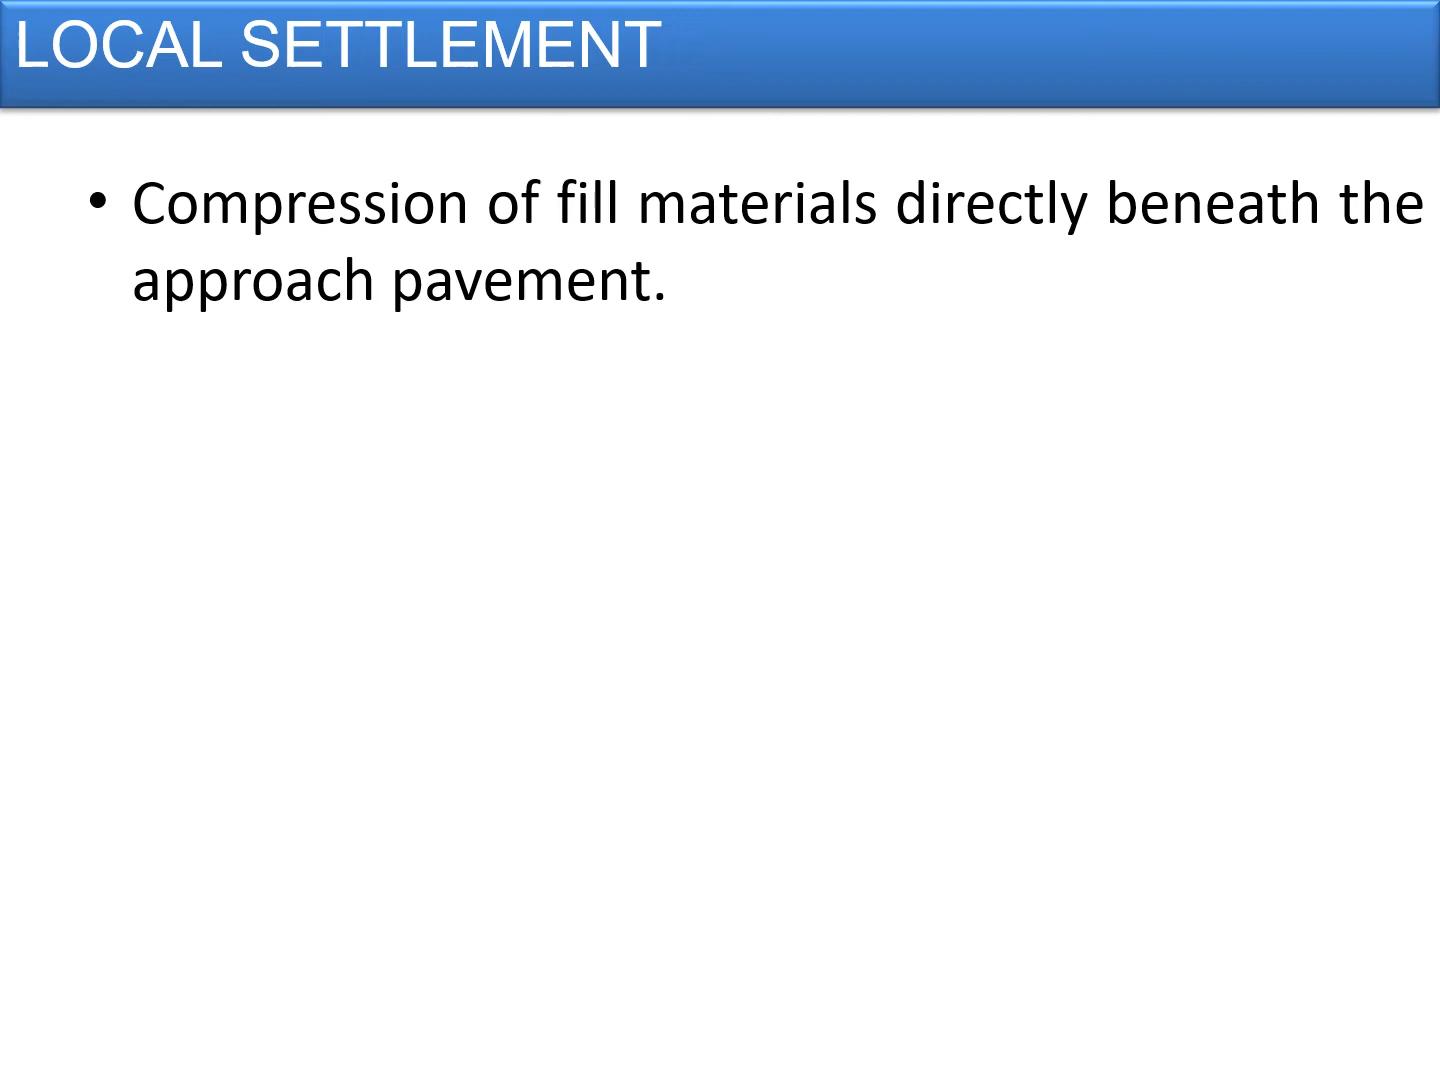 LOCAL SETTLEMENT
• Compression of fill materials directly beneath the
approach pavement.